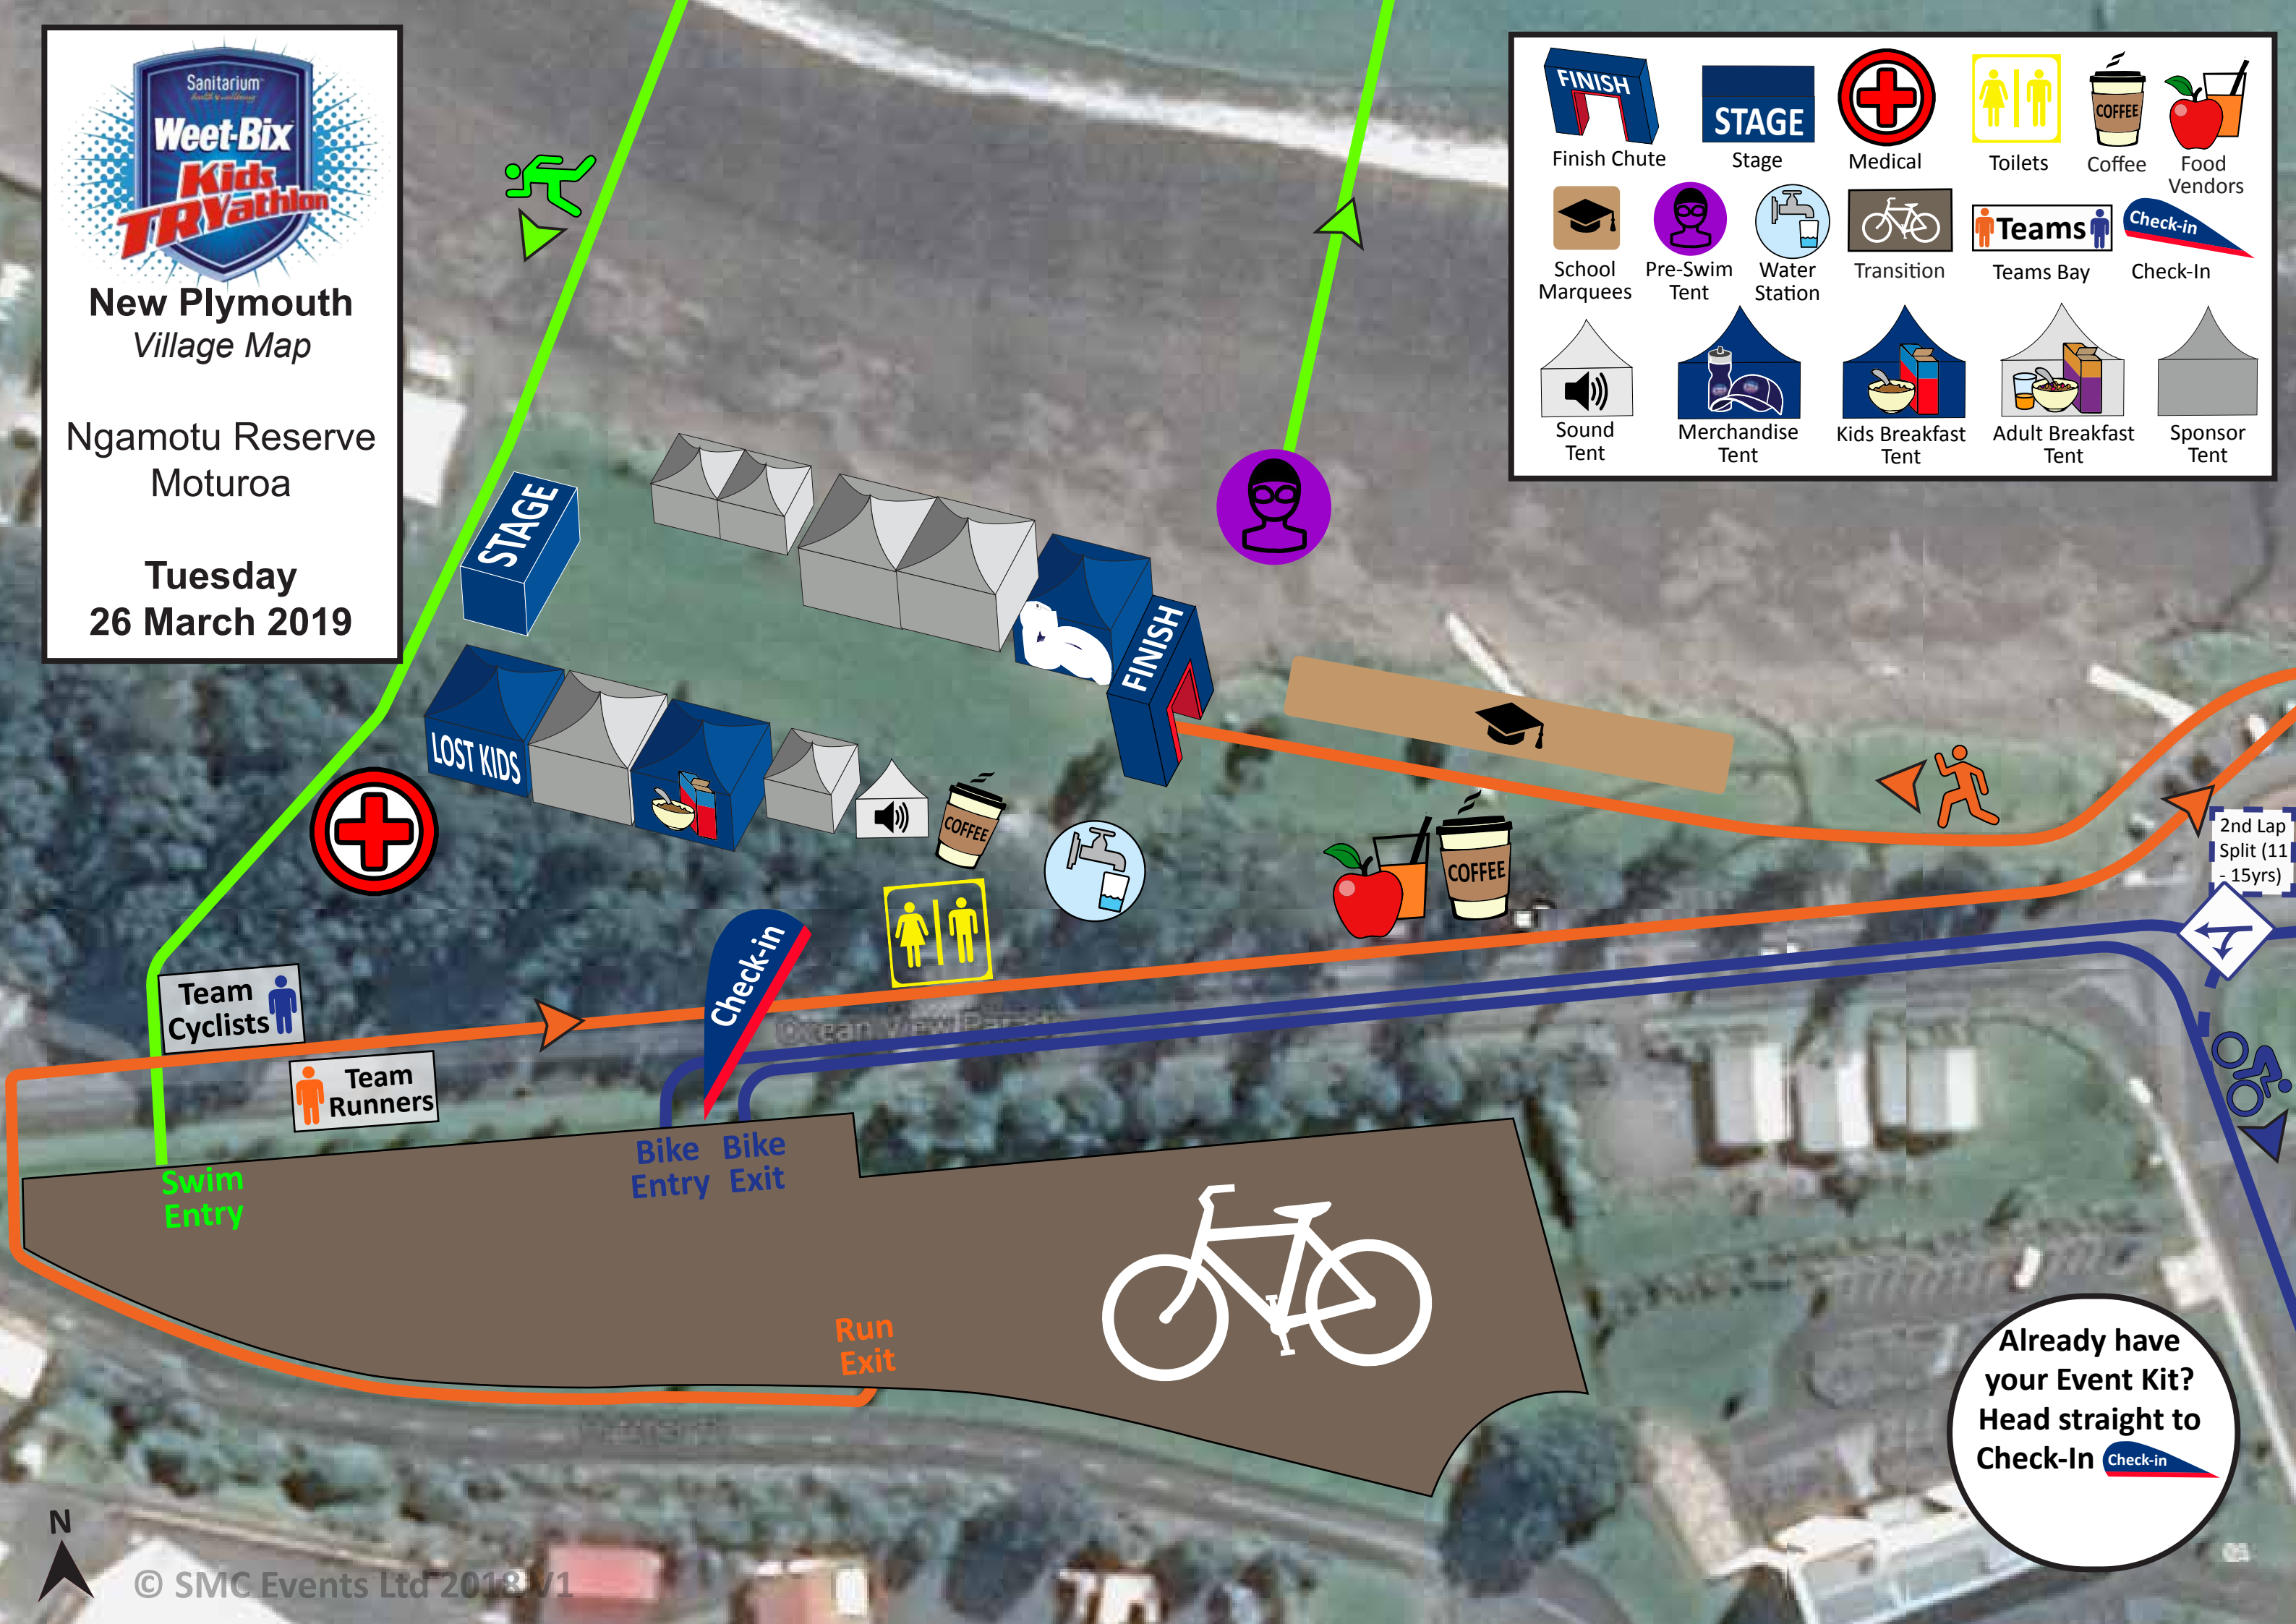 Sanitarium
health & wellbeing
Weet-Bix
Kids
TRYathlon
New Plymouth
Village Map
Ngamotu Reserve
Moturoa
Tuesday
26 March 2019
FINISH
STAGE
COFFEE
Finish Chute
Stage
Medical
Toilets
Coffee
Food
Vendors
Teams
Check-in
School
Marquees
Pre-Swim
Tent
Water
Station
Transition
Teams Bay
Check-In
Sound
Tent
Merchandise
Tent
Kids Breakfast
Tent
Adult Breakfast
Tent
Sponsor
Tent
STAGE
FINISH
LOST KIDS
COFFEE
COFFEE
2nd Lap
Split (11
- 15yrs)
Check-in
Team
Cyclists
Team
Runners
Ocean View Parade
Bike
Entry
Bike
Exit
Swim
Entry
Run
Exit
Already have
your Event Kit?
Head straight to
Check-In Check-in
N
© SMC Events Ltd 2018 V1